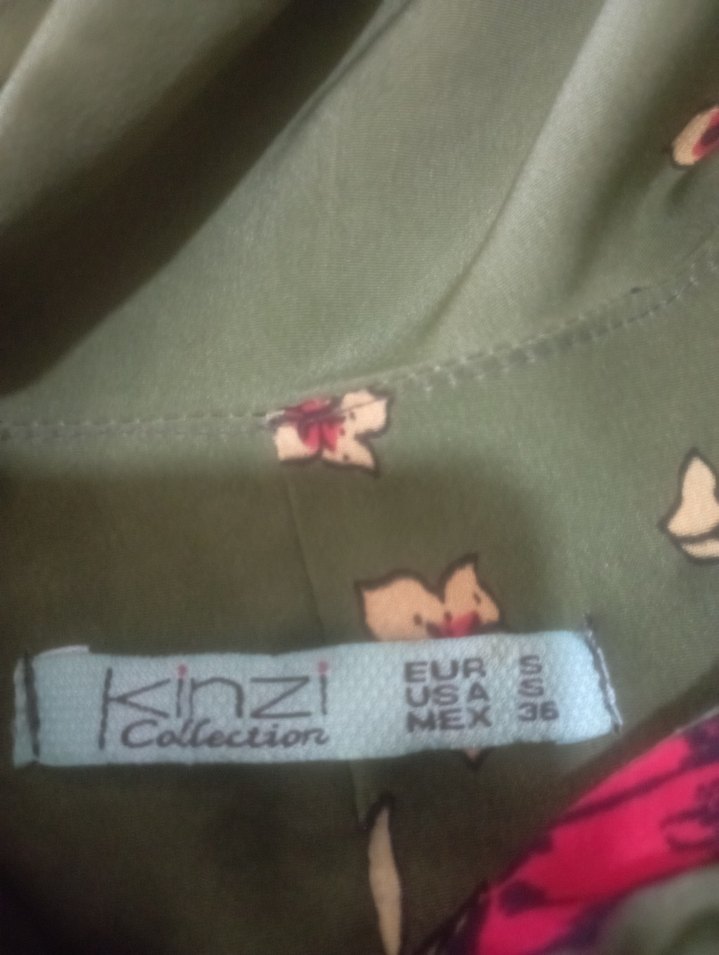 Kinzi
Collection
EUR S
USA S
MEX 36